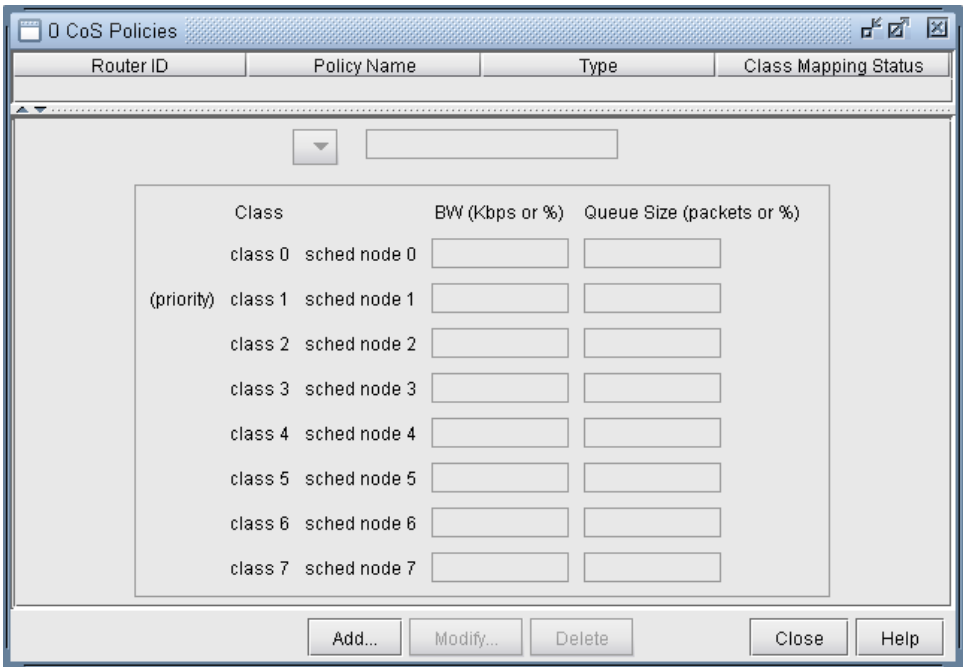 0 CoS Policies
Router ID Policy Name Type Class Mapping Status
Class BW (Kbps or %) Queue Size (packets or %)
class 0 sched node 0
(priority) class 1 sched node 1
class 2 sched node 2
class 3 sched node 3
class 4 sched node 4
class 5 sched node 5
class 6 sched node 6
class 7 sched node 7
Add... Modify... Delete Close Help